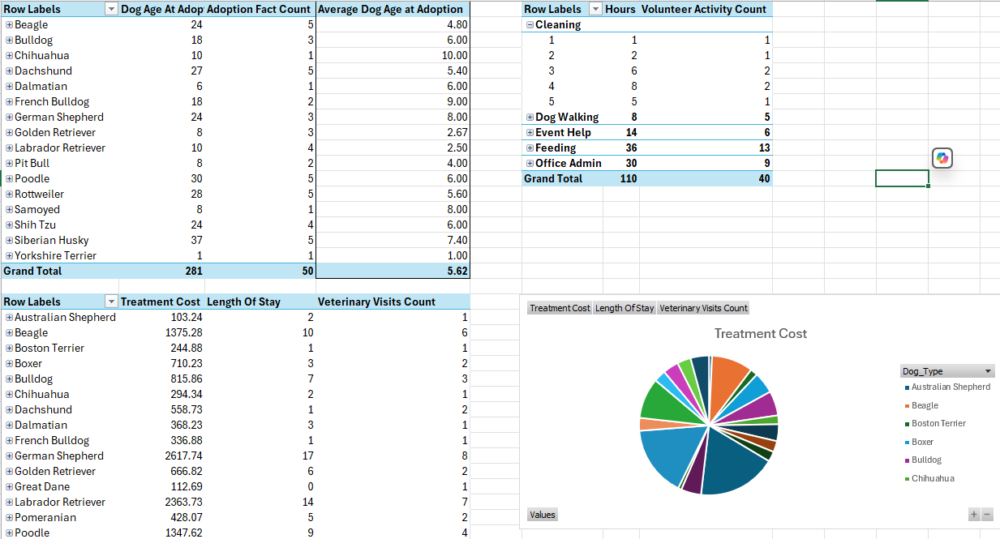 Row Labels Dog Age At Adop Adoption Fact Count Average Dog Age at Adoption
Beagle 24 5 4.80
Bulldog 18 3 6.00
Chihuahua 10 1 10.00
Dachshund 27 5 5.40
Dalmatian 6 1 6.00
French Bulldog 18 2 9.00
German Shepherd 24 3 8.00
Golden Retriever 8 3 2.67
Labrador Retriever 10 4 2.50
Pit Bull 8 2 4.00
Poodle 30 5 6.00
Rottweiler 28 5 5.60
Samoyed 8 1 8.00
Shih Tzu 24 4 6.00
Siberian Husky 37 5 7.40
Yorkshire Terrier 1 1 1.00
Grand Total 281 50 5.62
Row Labels Hours Volunteer Activity Count
Cleaning
1 1 1
2 2 1
3 6 2
4 8 2
5 5 1
Dog Walking 8 5
Event Help 14 6
Feeding 36 13
Office Admin 30 9
Grand Total 110 40
Row Labels Treatment Cost Length Of Stay Veterinary Visits Count
Australian Shepherd 103.24 2 1
Beagle 1375.28 10 6
Boston Terrier 244.88 1 1
Boxer 710.23 3 2
Bulldog 815.86 7 3
Chihuahua 294.34 2 1
Dachshund 558.73 1 2
Dalmatian 368.23 3 1
French Bulldog 336.88 1 1
German Shepherd 2617.74 17 8
Golden Retriever 666.82 6 2
Great Dane 112.69 0 1
Labrador Retriever 2363.73 14 7
Pomeranian 428.07 5 2
Poodle 1347.62 9 4
Treatment Cost Length Of Stay Veterinary Visits Count
Treatment Cost
Dog_Type
Australian Shepherd
Beagle
Boston Terrier
Boxer
Bulldog
Chihuahua
Values